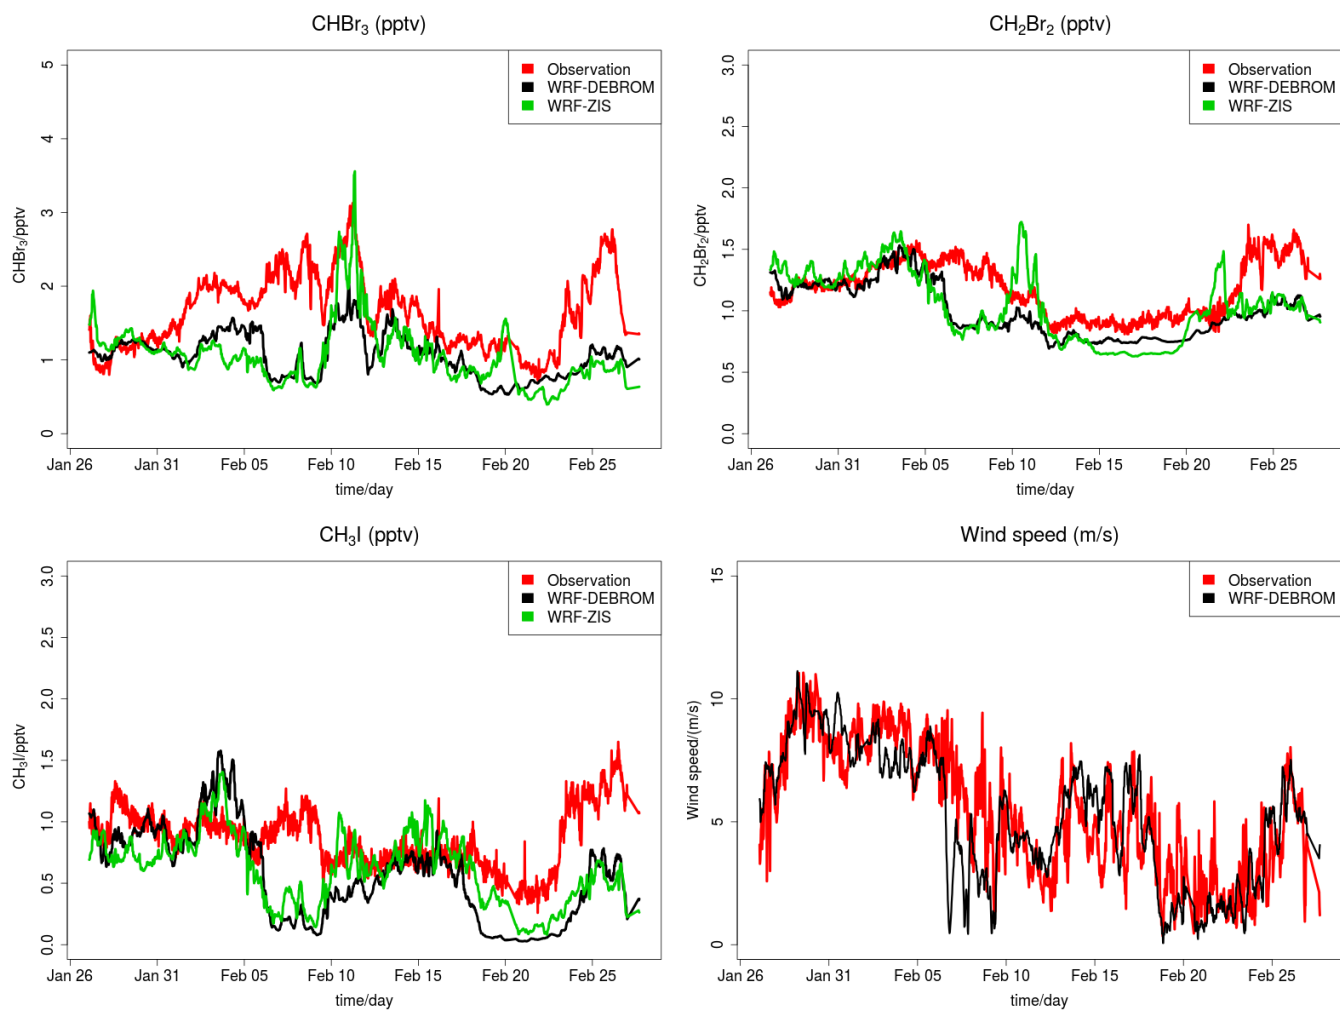 CHBr₃ (pptv)
CHBr₃/pptv
5
4
3
2
1
0
Observation
WRF-DEBROM
WRF-ZIS
Jan 26 Jan 31 Feb 05 Feb 10 Feb 15 Feb 20 Feb 25
time/day
CH₂Br₂ (pptv)
CH₂Br₂/pptv
3.0
2.5
2.0
1.5
1.0
0.5
0.0
Observation
WRF-DEBROM
WRF-ZIS
Jan 26 Jan 31 Feb 05 Feb 10 Feb 15 Feb 20 Feb 25
time/day
CH₃I (pptv)
CH₃I/pptv
3.0
2.5
2.0
1.5
1.0
0.5
0.0
Observation
WRF-DEBROM
WRF-ZIS
Jan 26 Jan 31 Feb 05 Feb 10 Feb 15 Feb 20 Feb 25
time/day
Wind speed (m/s)
Wind speed/(m/s)
15
10
5
0
Observation
WRF-DEBROM
Jan 26 Jan 31 Feb 05 Feb 10 Feb 15 Feb 20 Feb 25
time/day